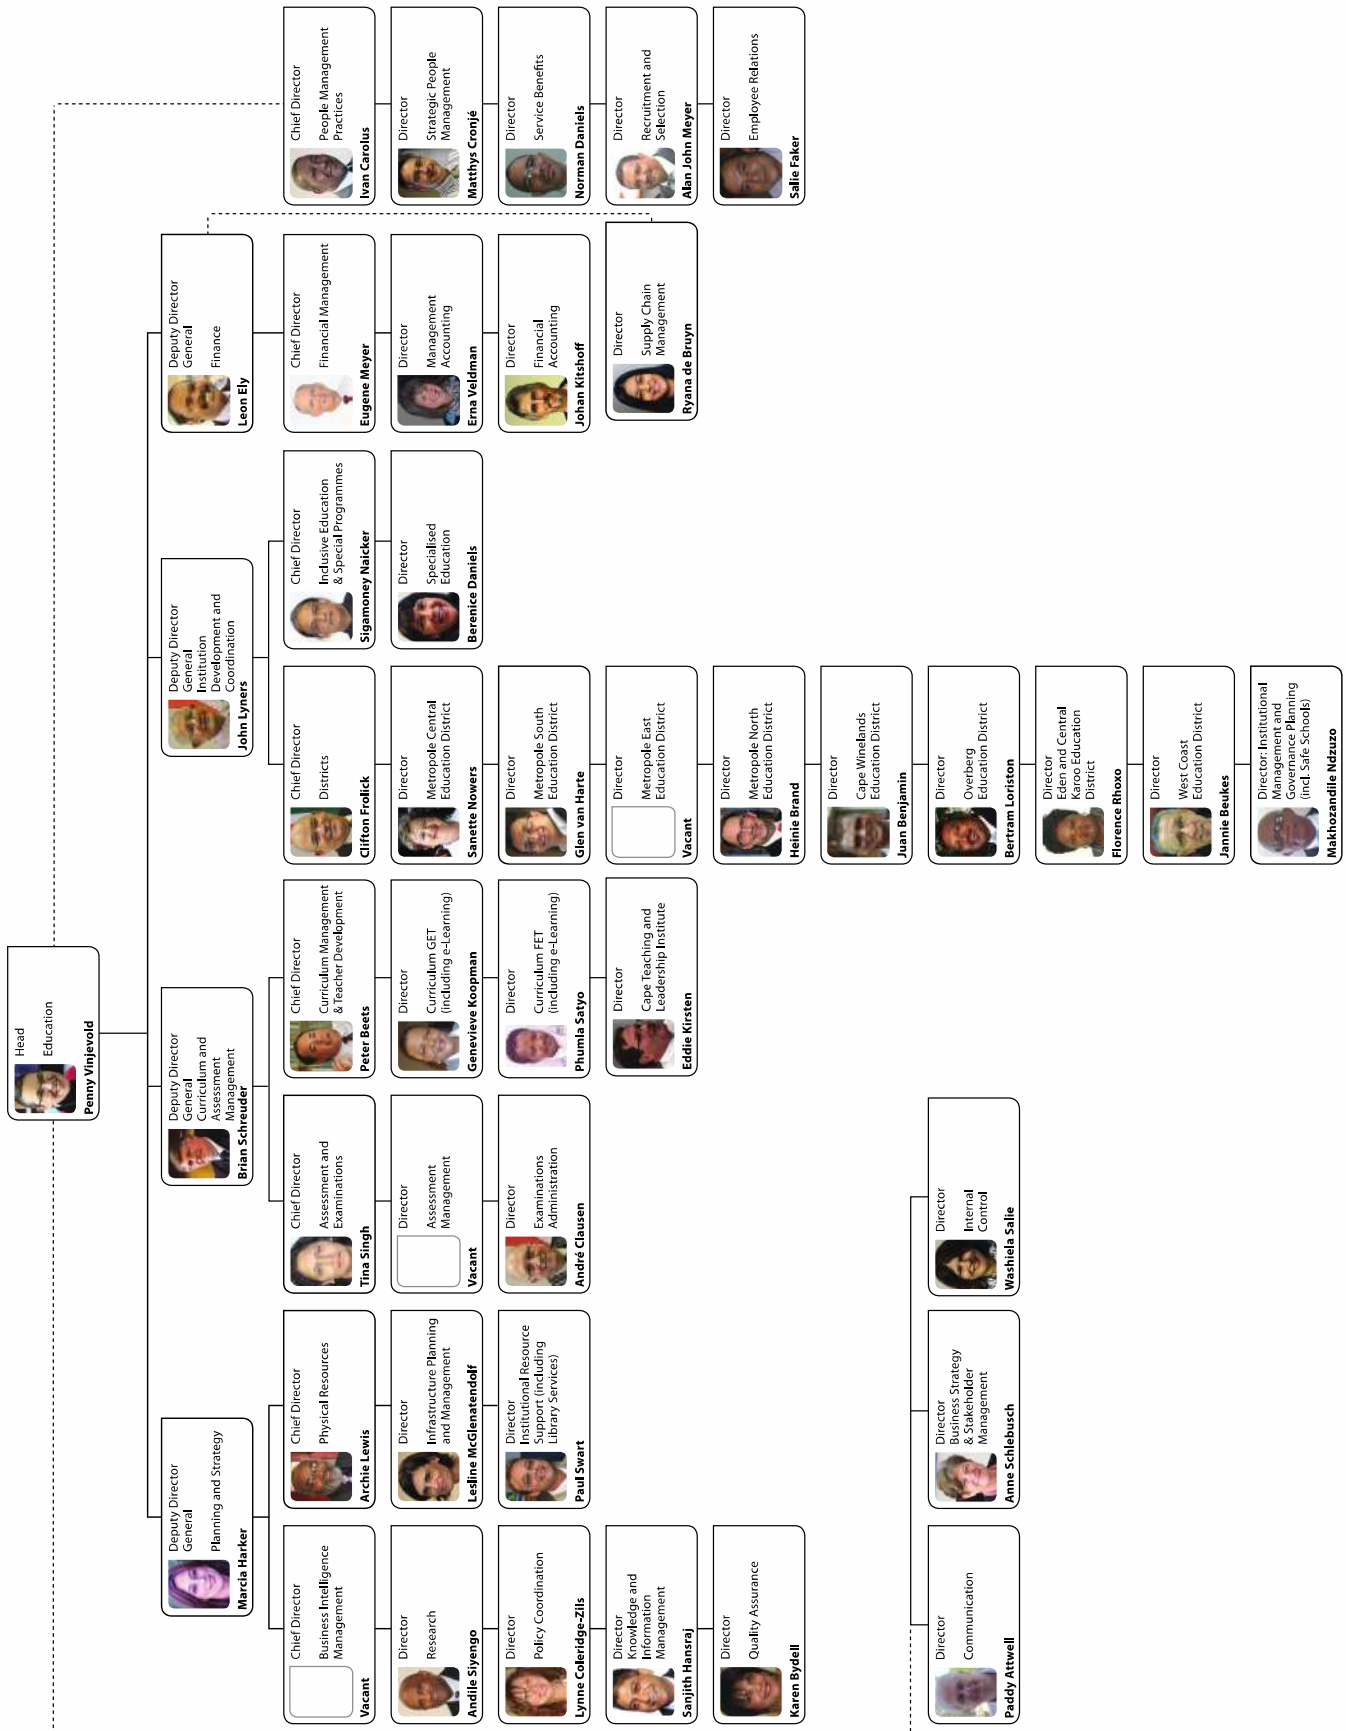 Head
Education
Penny Vinjevold
Deputy Director
General
Planning and Strategy
Marcia Harker
Deputy Director
General
Curriculum and
Assessment
Management
Brian Schreuder
Deputy Director
General
Institution
Development and
Coordination
John Lyners
Deputy Director
General
Finance
Leon Ely
Chief Director
Business Intelligence
Management
Vacant
Director
Research
Andile Siyengo
Director
Policy Coordination
Lynne Coleridge-Zils
Director
Knowledge and
Information
Management
Sanjith Hansraj
Director
Quality Assurance
Karen Bydell
Chief Director
Physical Resources
Archie Lewis
Director
Infrastructure Planning
and Management
Lesline McGlenatendolf
Director
Institutional Resource
Support (including
Library Services)
Paul Swart
Chief Director
Assessment and
Examinations
Tina Singh
Director
Assessment
Management
Vacant
Director
Examinations
Administration
André Clausen
Chief Director
Curriculum Management
& Teacher Development
Peter Beets
Director
Curriculum GET
(including e-Learning)
Genevieve Koopman
Director
Curriculum FET
(including e-Learning)
Phumla Satyo
Director
Cape Teaching and
Leadership Institute
Eddie Kirsten
Chief Director
Districts
Clifton Frolick
Director
Metropole Central
Education District
Sanette Nowers
Director
Metropole South
Education District
Glen van Harte
Director
Metropole East
Education District
Vacant
Director
Metropole North
Education District
Heinie Brand
Director
Cape Winelands
Education District
Juan Benjamin
Director
Overberg
Education District
Bertram Loriston
Director
Eden and Central
Karoo Education
District
Florence Rhoxo
Director
West Coast
Education District
Jannie Beukes
Director: Institutional
Management and
Governance Planning
(incl. Safe Schools)
Makhozandile Ndzuzo
Chief Director
Inclusive Education
& Special Programmes
Sigamoney Naicker
Director
Specialised
Education
Berenice Daniels
Chief Director
Financial Management
Eugene Meyer
Director
Management
Accounting
Erna Veldman
Director
Financial
Accounting
Johan Kitshoff
Director
Supply Chain
Management
Ryana de Bruyn
Chief Director
People Management
Practices
Ivan Carolus
Director
Strategic People
Management
Matthys Cronjé
Director
Service Benefits
Norman Daniels
Director
Recruitment and
Selection
Alan John Meyer
Director
Employee Relations
Salie Faker
Director
Communication
Paddy Attwell
Director
Business Strategy
& Stakeholder
Management
Anne Schlebusch
Director
Internal
Control
Washiela Salie